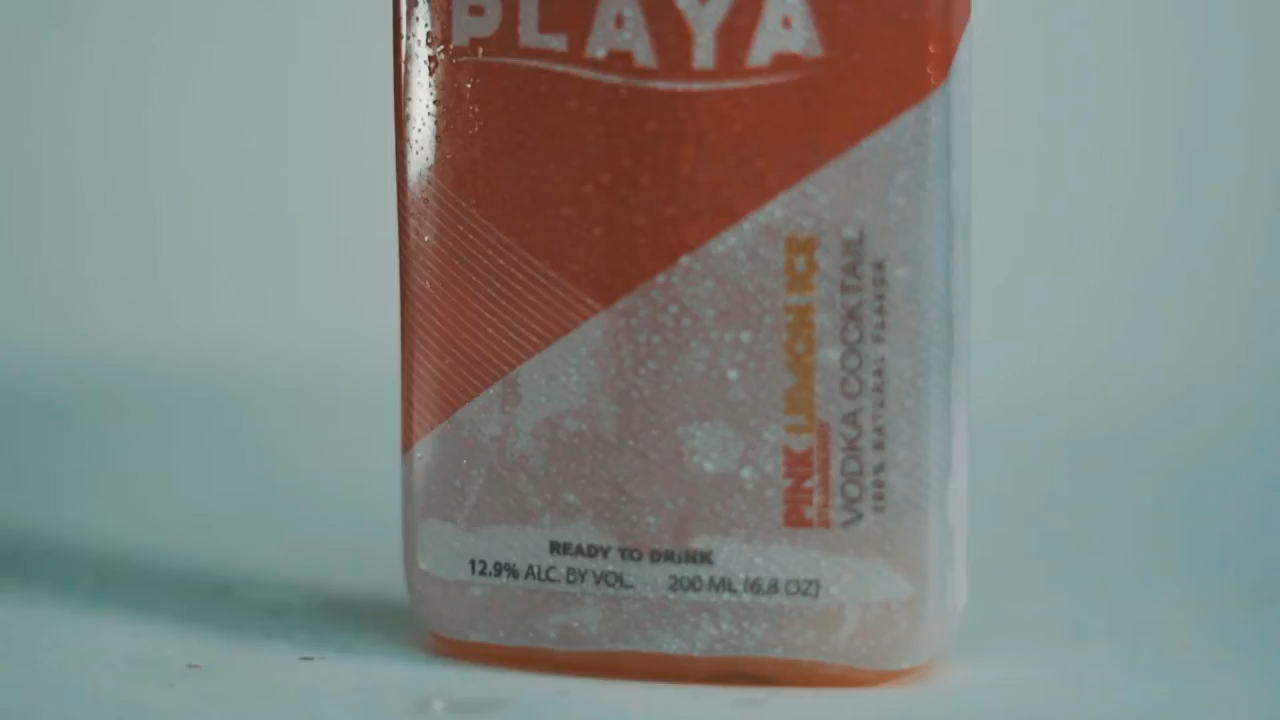 PLAYA
PINK LEMON ICE
VODKA COCKTAIL
100% NATURAL FLAVOR
READY TO DRINK
12.9% ALC. BY VOL. 200 ML (6.8 OZ)